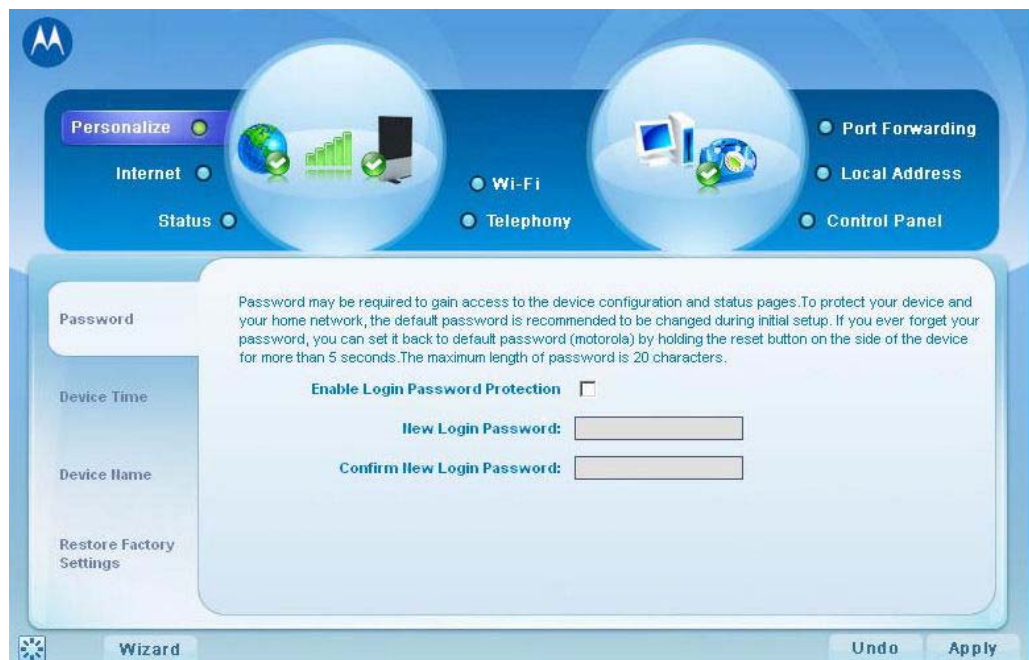 Personalize
Internet
Status
Wi-Fi
Telephony
Port Forwarding
Local Address
Control Panel
Password
Device Time
Device Name
Restore Factory
Settings
Password may be required to gain access to the device configuration and status pages.To protect your device and
your home network, the default password is recommended to be changed during initial setup. If you ever forget your
password, you can set it back to default password (motorola) by holding the reset button on the side of the device
for more than 5 seconds.The maximum length of password is 20 characters.
Enable Login Password Protection
New Login Password:
Confirm New Login Password:
Wizard
Undo
Apply